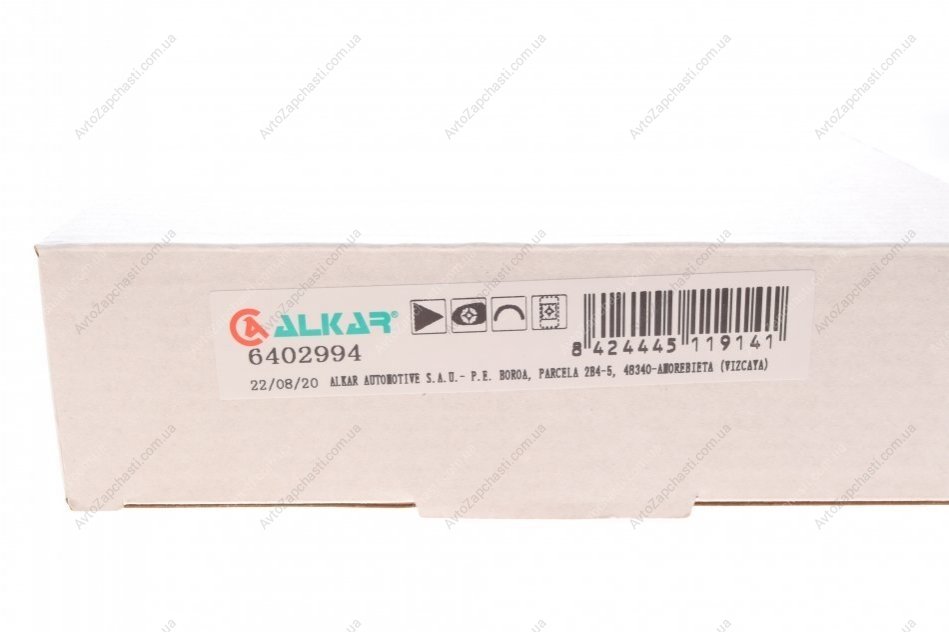 ALKAR®
6402994
8 424445 119141
22/08/20 ALKAR AUTOMOTIVE S.A.U.- P.E. BOROA, PARCELA 2B4-5, 48340-AMOREBIETA (VIZCAYA)
AvtoZapchasti.com.ua